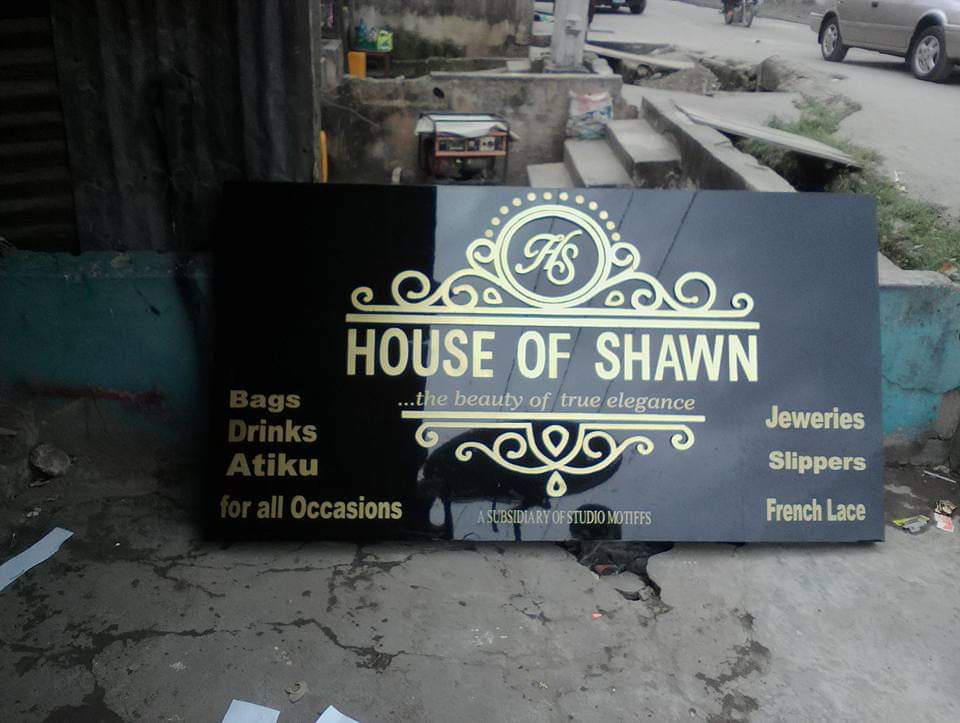 HS
HOUSE OF SHAWN
...the beauty of true elegance
Bags
Drinks
Atiku
for all Occasions
Jeweries
Slippers
French Lace
A SUBSIDIARY OF STUDIO MOTIFFS